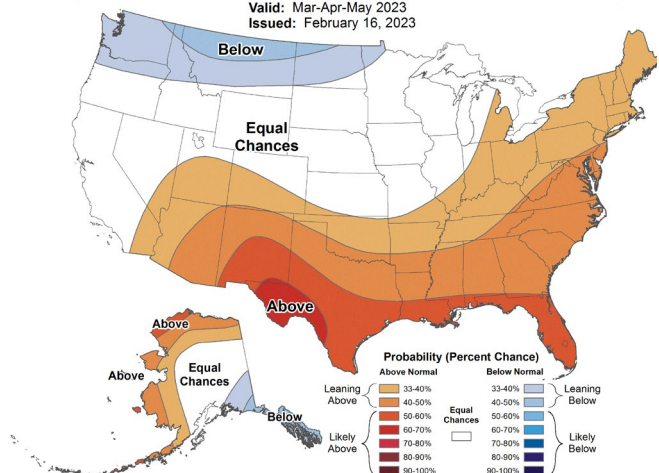 Valid: Mar-Apr-May 2023
Issued: February 16, 2023
Below
Equal
Chances
Above
Above
Above
Equal
Chances
Below
Probability (Percent Chance)
Above Normal
Below Normal
Leaning
Above
33-40%
40-50%
Likely
Above
50-60%
60-70%
70-80%
80-90%
90-100%
Equal
Chances
33-40%
40-50%
Leaning
Below
50-60%
60-70%
70-80%
80-90%
90-100%
Likely
Below